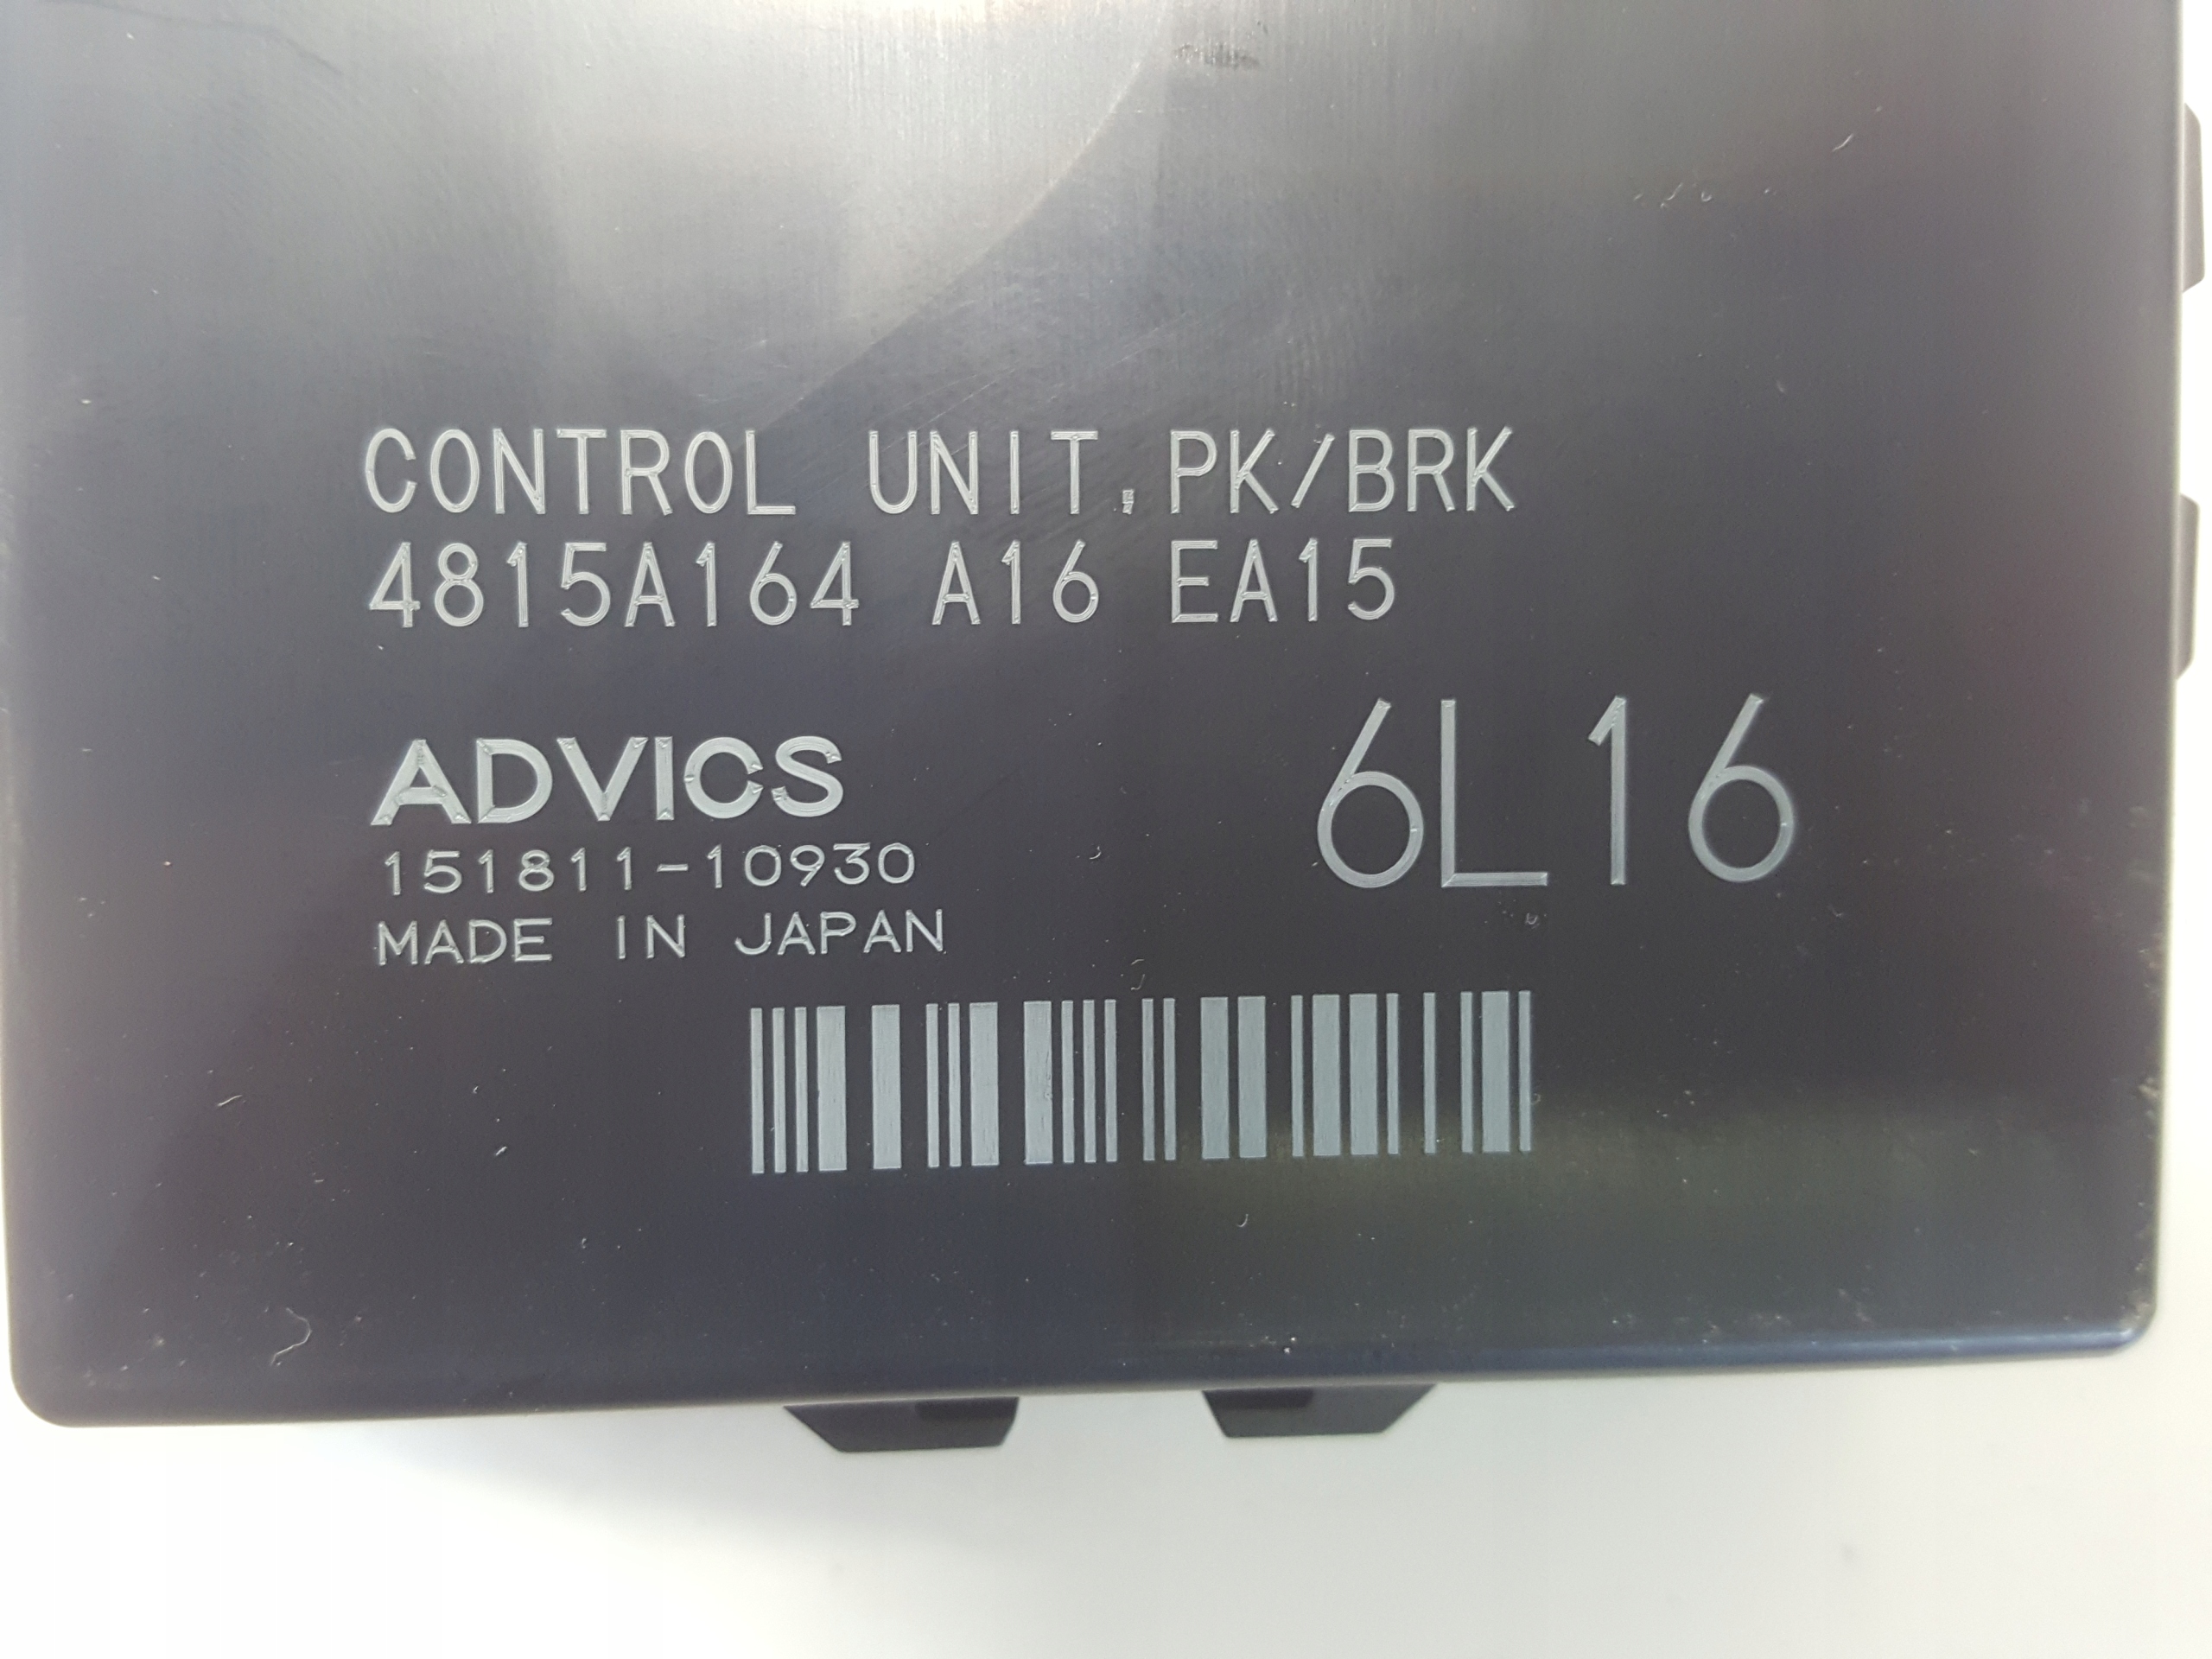 CONTROL UNIT,PK/BRK
4815A164 A16 EA15
ADVICS
6L16
151811-10930
MADE IN JAPAN